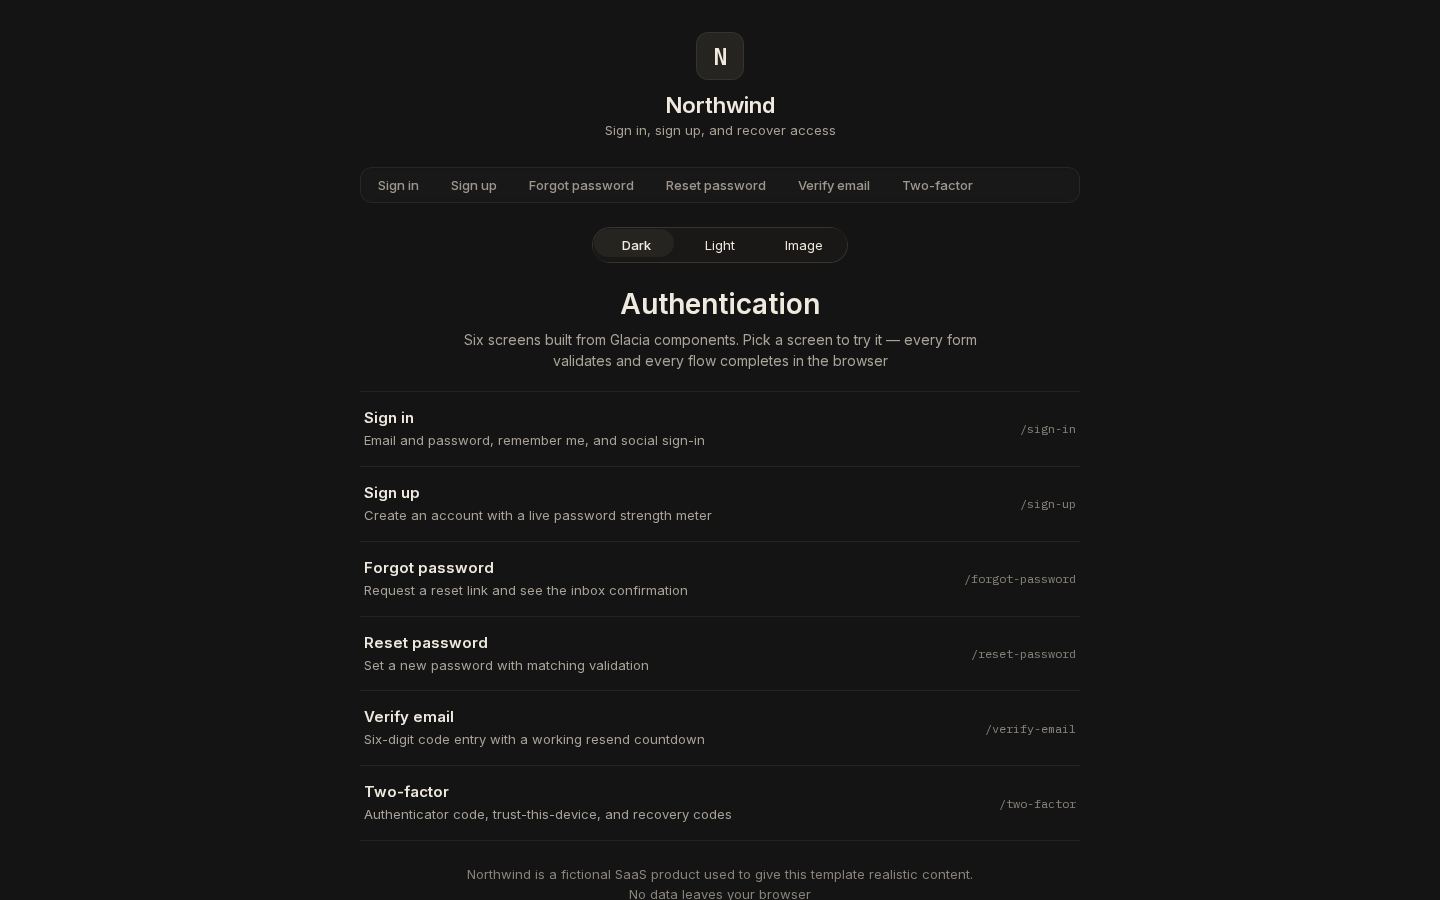 N
Northwind
Sign in, sign up, and recover access
Sign in Sign up Forgot password Reset password Verify email Two-factor
Dark Light Image
Authentication
Six screens built from Glacia components. Pick a screen to try it — every form
validates and every flow completes in the browser
Sign in
Email and password, remember me, and social sign-in
/sign-in
Sign up
Create an account with a live password strength meter
/sign-up
Forgot password
Request a reset link and see the inbox confirmation
/forgot-password
Reset password
Set a new password with matching validation
/reset-password
Verify email
Six-digit code entry with a working resend countdown
/verify-email
Two-factor
Authenticator code, trust-this-device, and recovery codes
/two-factor
Northwind is a fictional SaaS product used to give this template realistic content.
No data leaves your browser